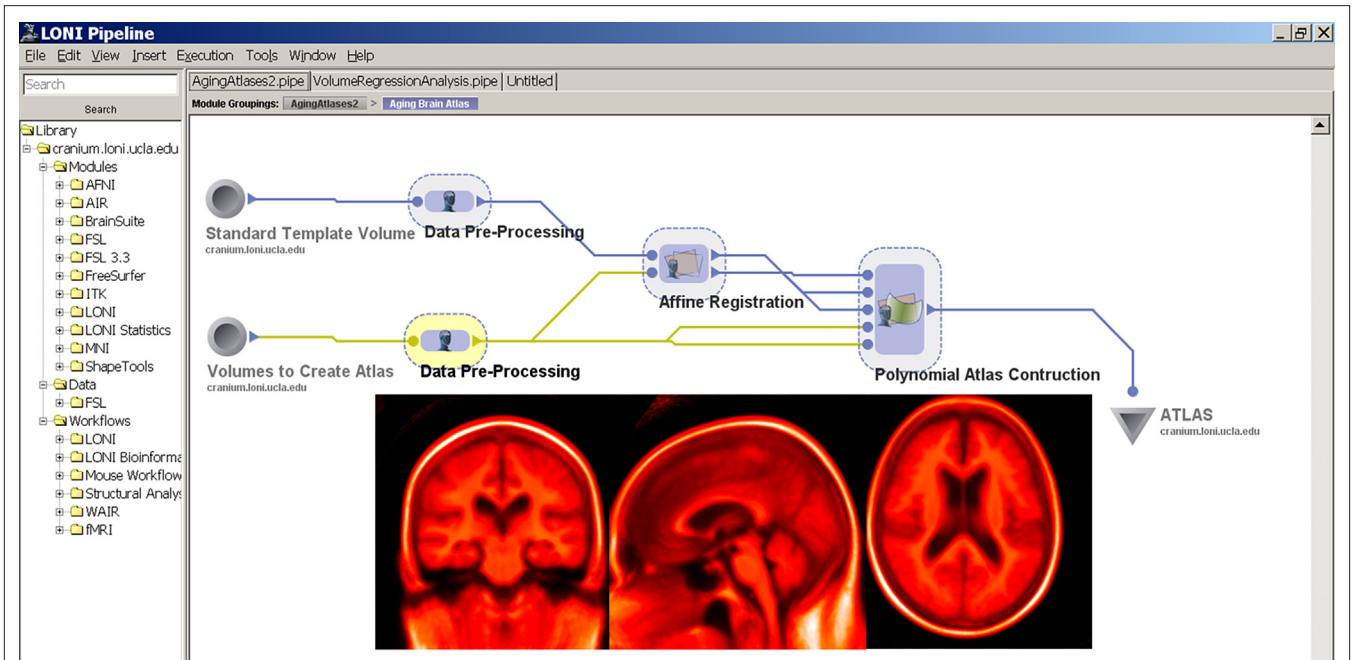 LONI Pipeline
File Edit View Insert Execution Tools Window Help
Search
Search
Library
cranium.loni.ucla.edu
Modules
AFNI
AIR
BrainSuite
FSL
FSL 3.3
FreeSurfer
ITK
LONI
LONI Statistics
MNI
ShapeTools
Data
FSL
Workflows
LONI
LONI Bioinforma
Mouse Workflow
Structural Analys
WAIR
fMRI
AgingAtlases2.pipe VolumeRegressionAnalysis.pipe Untitled
Module Groupings: AgingAtlases2 > Aging Brain Atlas
Standard Template Volume
cranium.loni.ucla.edu
Data Pre-Processing
Affine Registration
Volumes to Create Atlas
cranium.loni.ucla.edu
Data Pre-Processing
Polynomial Atlas Contruction
ATLAS
cranium.loni.ucla.edu